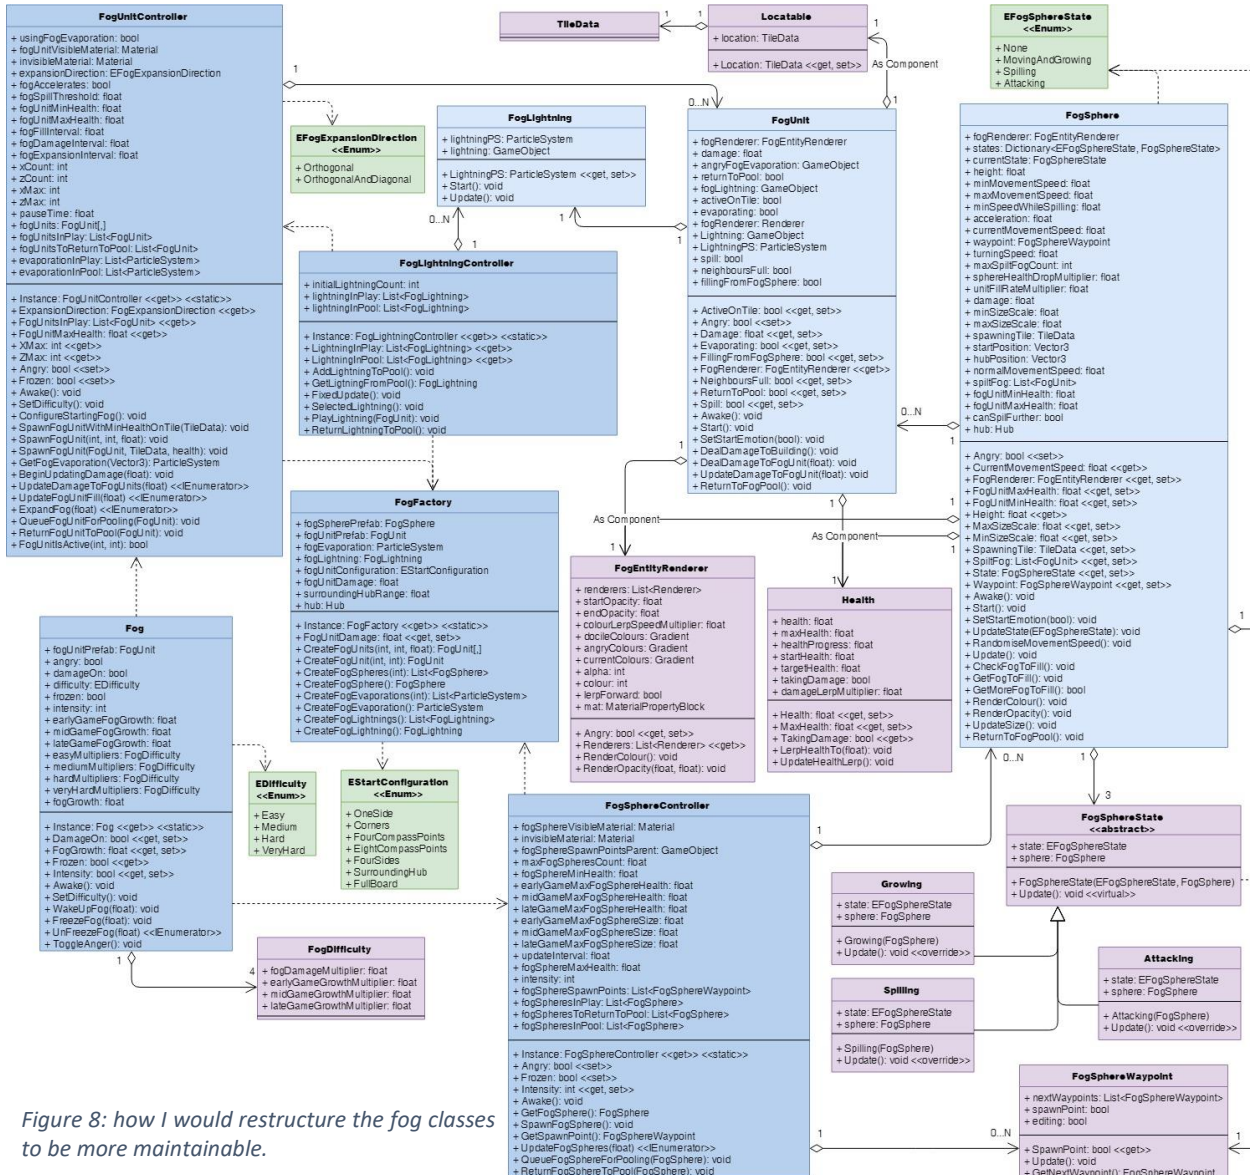 FogUnitController
+ usingFogEvaporation: bool
+ fogUnitVisibleMaterial: Material
+ invisibleMaterial: Material
+ expansionDirection: EFogExpansionDirection
+ fogAccelerates: bool
+ fogSpillThreshold: float
+ fogUnitMinHealth: float
+ fogUnitMaxHealth: float
+ fogFillInterval: float
+ fogDamageInterval: float
+ fogExpansionInterval: float
+ xCount: int
+ zCount: int
+ xMax: int
+ zMax: int
+ pauseTime: float
+ fogUnits: FogUnit[,]
+ fogUnitsInPlay: List<FogUnit>
+ fogUnitsToReturnToPool: List<FogUnit>
+ evaporationInPlay: List<ParticleSystem>
+ evaporationInPool: List<ParticleSystem>
+ Instance: FogUnitController <<get>> <<static>>
+ ExpansionDirection: FogExpansionDirection <<get>>
+ FogUnitsInPlay: List<FogUnit> <<get>>
+ FogUnitMaxHealth: float <<get>>
+ XMax: int <<get>>
+ ZMax: int <<get>>
+ Angry: bool <<set>>
+ Frozen: bool <<set>>
+ Awake(): void
+ SetDifficulty(): void
+ ConfigureStartingFog(): void
+ SpawnFogUnitWithMinHealthOnTile(TileData): void
+ SpawnFogUnit(int, int, float): void
+ SpawnFogUnit(FogUnit, TileData, health): void
+ GetFogEvaporation(Vector3): ParticleSystem
+ BeginUpdatingDamage(float): void
+ UpdateDamageToFogUnits(float) <<IEnumerator>>
+ UpdateFogUnitFill(float) <<IEnumerator>>
+ ExpandFog(float) <<IEnumerator>>
+ QueueFogUnitForPooling(FogUnit): void
+ ReturnFogUnitToPool(FogUnit): void
+ FogUnitIsActive(int, int): bool
TileData
Locatable
+ location: TileData
+ Location: TileData <<get, set>>
EFogSphereState
<<Enum>>
+ None
+ MovingAndGrowing
+ Spilling
+ Attacking
EFogExpansionDirection
<<Enum>>
+ Orthogonal
+ OrthogonalAndDiagonal
FogLightning
+ lightningPS: ParticleSystem
+ lightning: GameObject
+ LightningPS: ParticleSystem <<get, set>>
+ Start(): void
+ Update(): void
FogLightningController
+ initialLightningCount: int
+ lightningInPlay: List<FogLightning>
+ lightningInPool: List<FogLightning>
+ Instance: FogLightningController <<get>> <<static>>
+ LightningInPlay: List<FogLightning> <<get>>
+ LightningInPool: List<FogLightning> <<get>>
+ AddLightningToPool(): void
+ GetLigtningFromPool(): FogLightning
+ FixedUpdate(): void
+ SelectedLightning(): void
+ PlayLightning(FogUnit): void
+ ReturnLightningToPool(): void
FogUnit
+ fogRenderer: FogEntityRenderer
+ damage: float
+ angryFogEvaporation: GameObject
+ returnToPool: bool
+ fogLightning: GameObject
+ activeOnTile: bool
+ evaporating: bool
+ fogRenderer: Renderer
+ Lightning: GameObject
+ LightningPS: ParticleSystem
+ spill: bool
+ neighboursFull: bool
+ fillingFromFogSphere: bool
+ ActiveOnTile: bool <<get, set>>
+ Angry: bool <<set>>
+ Damage: float <<get, set>>
+ Evaporating: bool <<get, set>>
+ FillingFromFogSphere: bool <<get, set>>
+ FogRenderer: FogEntityRenderer <<get>>
+ NeighboursFull: bool <<get, set>>
+ ReturnToPool: bool <<get, set>>
+ Spill: bool <<get, set>>
+ Awake(): void
+ Start(): void
+ SetStartEmotion(bool): void
+ DealDamageToBuilding(): void
+ DealDamageToFogUnit(float): void
+ UpdateDamageToFogUnit(float): void
+ ReturnToFogPool(): void
FogSphere
+ fogRenderer: FogEntityRenderer
+ states: Dictionary<EFogSphereState, FogSphereState>
+ currentState: FogSphereState
+ height: float
+ minMovementSpeed: float
+ maxMovementSpeed: float
+ minSpeedWhileSpilling: float
+ acceleration: float
+ currentMovementSpeed: float
+ waypoint: FogSphereWaypoint
+ turningSpeed: float
+ maxSpiltFogCount: int
+ sphereHealthDropMultiplier: float
+ unitFillRateMultiplier: float
+ damage: float
+ minSizeScale: float
+ maxSizeScale: float
+ spawningTile: TileData
+ startPosition: Vector3
+ hubPosition: Vector3
+ normalMovementSpeed: float
+ spiltFog: List<FogUnit>
+ fogUnitMinHealth: float
+ fogUnitMaxHealth: float
+ canSpillFurther: bool
+ hub: Hub
+ Angry: bool <<set>>
+ CurrentMovementSpeed: float <<get>>
+ FogRenderer: FogEntityRenderer <<get>>
+ FogUnitMaxHealth: float <<get, set>>
+ FogUnitMinHealth: float <<get, set>>
+ Height: float <<get>>
+ MaxSizeScale: float <<get, set>>
+ MinSizeScale: float <<get, set>>
+ SpawningTile: TileData <<get, set>>
+ SpiltFog: List<FogUnit> <<get, set>>
+ State: FogSphereState <<get, set>>
+ Waypoint: FogSphereWaypoint <<get, set>>
+ Awake(): void
+ Start(): void
+ SetStartEmotion(bool): void
+ UpdateState(EFogSphereState): void
+ RandomiseMovementSpeed(): void
+ Update(): void
+ CheckFogToFill(): void
+ GetFogToFill(): void
+ GetMoreFogToFill(): bool
+ RenderColour(): void
+ RenderOpacity(): void
+ UpdateSize(): void
+ ReturnToFogPool(): void
FogFactory
+ fogSpherePrefab: FogSphere
+ fogUnitPrefab: FogUnit
+ fogEvaporation: ParticleSystem
+ fogLightning: FogLightning
+ fogUnitConfiguration: EStartConfiguration
+ fogUnitDamage: float
+ surroundingHubRange: float
+ hub: Hub
+ Instance: FogFactory <<get>> <<static>>
+ FogUnitDamage: float <<get, set>>
+ CreateFogUnits(int, int, float): FogUnit[,]
+ CreateFogUnit(int, int): FogUnit
+ CreateFogSpheres(int): List<FogSphere>
+ CreateFogSphere(): FogSphere
+ CreateFogEvaporations(int): List<ParticleSystem>
+ CreateFogEvaporation(): ParticleSystem
+ CreateFogLightnings(): List<FogLightning>
+ CreateFogLightning(): FogLightning
FogEntityRenderer
+ renderers: List<Renderer>
+ startOpacity: float
+ endOpacity: float
+ colourLerpSpeedMultiplier: float
+ docileColours: Gradient
+ angryColours: Gradient
+ currentColours: Gradient
+ alpha: int
+ colour: int
+ lerpForward: bool
+ mat: MaterialPropertyBlock
+ Angry: bool <<get, set>>
+ Renderers: List<Renderer> <<get>>
+ RenderColour(): void
+ RenderOpacity(float, float): void
Health
+ health: float
+ maxHealth: float
+ healthProgress: float
+ startHealth: float
+ targetHealth: float
+ takingDamage: bool
+ damageLerpMultiplier: float
+ Health: float <<get, set>>
+ MaxHealth: float <<get, set>>
+ TakingDamage: bool <<get>>
+ LerpHealthTo(float): void
+ UpdateHealthLerp(): void
Fog
+ fogUnitPrefab: FogUnit
+ angry: bool
+ damageOn: bool
+ difficulty: EDifficulty
+ frozen: bool
+ intensity: int
+ earlyGameFogGrowth: float
+ midGameFogGrowth: float
+ lateGameFogGrowth: float
+ easyMultipliers: FogDifficulty
+ mediumMultipliers: FogDifficulty
+ hardMultipliers: FogDifficulty
+ veryHardMultipliers: FogDifficulty
+ fogGrowth: float
+ Instance: Fog <<get>> <<static>>
+ DamageOn: bool <<get, set>>
+ FogGrowth: float <<get, set>>
+ Frozen: bool <<get>>
+ Intensity: bool <<get, set>>
+ Awake(): void
+ SetDifficulty(): void
+ WakeUpFog(float): void
+ FreezeFog(float): void
+ UnFreezeFog(float) <<IEnumerator>>
+ ToggleAnger(): void
EDifficulty
<<Enum>>
+ Easy
+ Medium
+ Hard
+ VeryHard
EStartConfiguration
<<Enum>>
+ OneSide
+ Corners
+ FourCompassPoints
+ EightCompassPoints
+ FourSides
+ SurroundingHub
+ FullBoard
FogDifficulty
+ fogDamageMultiplier: float
+ earlyGameGrowthMultiplier: float
+ midGameGrowthMultiplier: float
+ lateGameGrowthMultiplier: float
FogSphereController
+ fogSphereVisibleMaterial: Material
+ invisibleMaterial: Material
+ fogSphereSpawnPointsParent: GameObject
+ maxFogSpheresCount: float
+ fogSphereMinHealth: float
+ earlyGameMaxFogSphereHealth: float
+ midGameMaxFogSphereHealth: float
+ lateGameMaxFogSphereHealth: float
+ earlyGameMaxFogSphereSize: float
+ midGameMaxFogSphereSize: float
+ lateGameMaxFogSphereSize: float
+ updateInterval: float
+ fogSphereMaxHealth: float
+ intensity: int
+ fogSphereSpawnPoints: List<FogSphereWaypoint>
+ fogSpheresInPlay: List<FogSphere>
+ fogSpheresToReturnToPool: List<FogSphere>
+ fogSpheresInPool: List<FogSphere>
+ Instance: FogSphereController <<get>> <<static>>
+ Angry: bool <<set>>
+ Frozen: bool <<set>>
+ Intensity: int <<get, set>>
+ Awake(): void
+ GetFogSphere(): FogSphere
+ SpawnFogSphere(): void
+ GetSpawnPoint(): FogSphereWaypoint
+ UpdateFogSpheres(float) <<IEnumerator>>
+ QueueFogSphereForPooling(FogSphere): void
+ ReturnFogSphereToPool(FogSphere): void
FogSphereState
<<abstract>>
+ state: EFogSphereState
+ sphere: FogSphere
+ FogSphereState(EFogSphereState, FogSphere)
+ Update(): void <<virtual>>
Growing
+ state: EFogSphereState
+ sphere: FogSphere
+ Growing(FogSphere)
+ Update(): void <<override>>
Spilling
+ state: EFogSphereState
+ sphere: FogSphere
+ Spilling(FogSphere)
+ Update(): void <<override>>
Attacking
+ state: EFogSphereState
+ sphere: FogSphere
+ Attacking(FogSphere)
+ Update(): void <<override>>
FogSphereWaypoint
+ nextWaypoints: List<FogSphereWaypoint>
+ spawnPoint: bool
+ editing: bool
+ SpawnPoint: bool <<get>>
+ Update(): void
+ GetNextWaypoint(): FogSphereWaypoint
1
0...N
1
1
1
As Component
1
0...N
1
1
1
0...N
1
As Component
As Component
1
1
1
1
1
1
1
1
3
0...N
1
1
4
1
0...N
1
Figure 8: how I would restructure the fog classes
to be more maintainable.